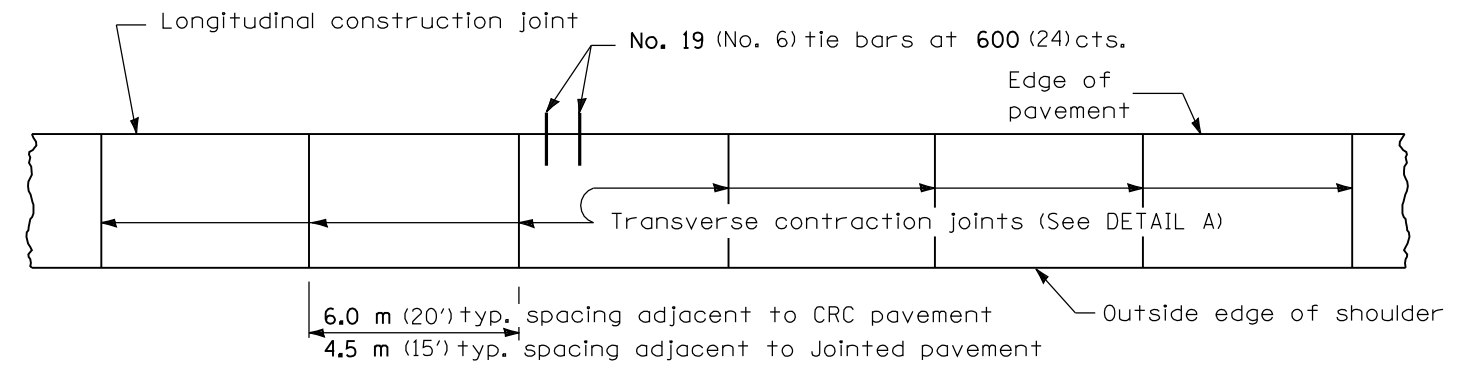 Longitudinal construction joint
No. 19 (No. 6) tie bars at 600 (24) cts.
Edge of
pavement
Transverse contraction joints (See DETAIL A)
6.0 m (20') typ. spacing adjacent to CRC pavement
Outside edge of shoulder
4.5 m (15') typ. spacing adjacent to Jointed pavement